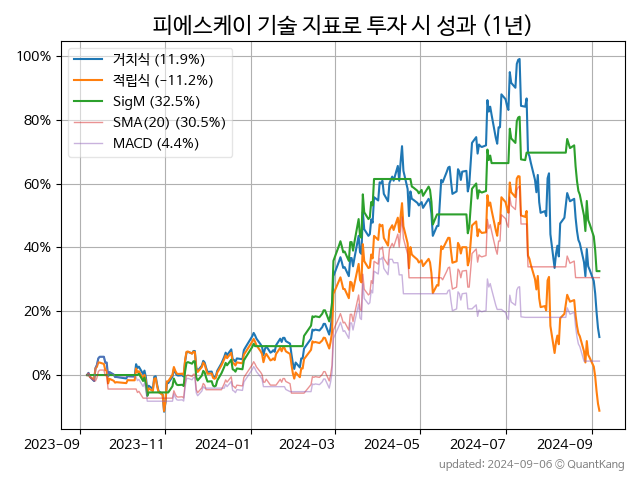 피에스케이 기술 지표로 투자 시 성과 (1년)
거치식 (11.9%)
적립식 (−11.2%)
SigM (32.5%)
SMA(20) (30.5%)
MACD (4.4%)
100%
80%
60%
40%
20%
0%
2023-09 2023-11 2024-01 2024-03 2024-05 2024-07 2024-09
updated: 2024-09-06 © QuantKang